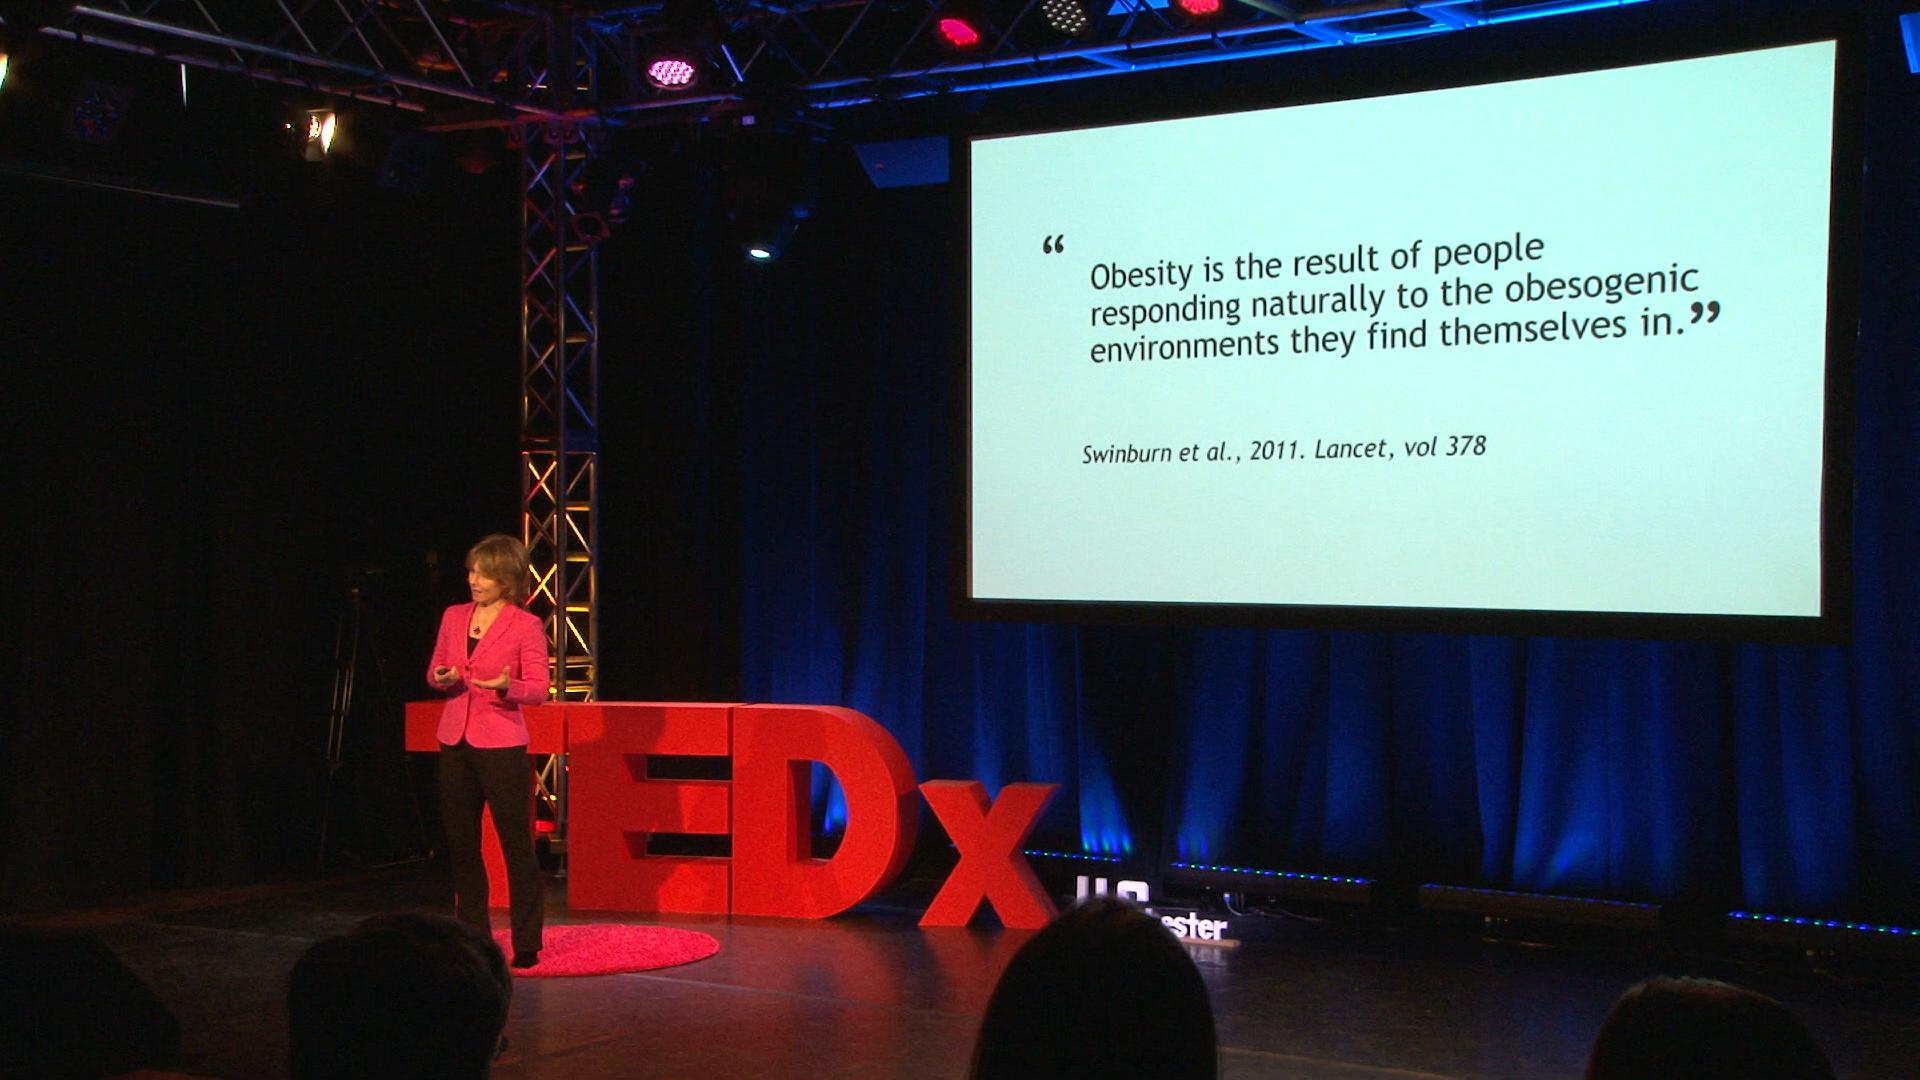 “ Obesity is the result of people
responding naturally to the obesogenic
environments they find themselves in.”
Swinburn et al., 2011. Lancet, vol 378
TEDx